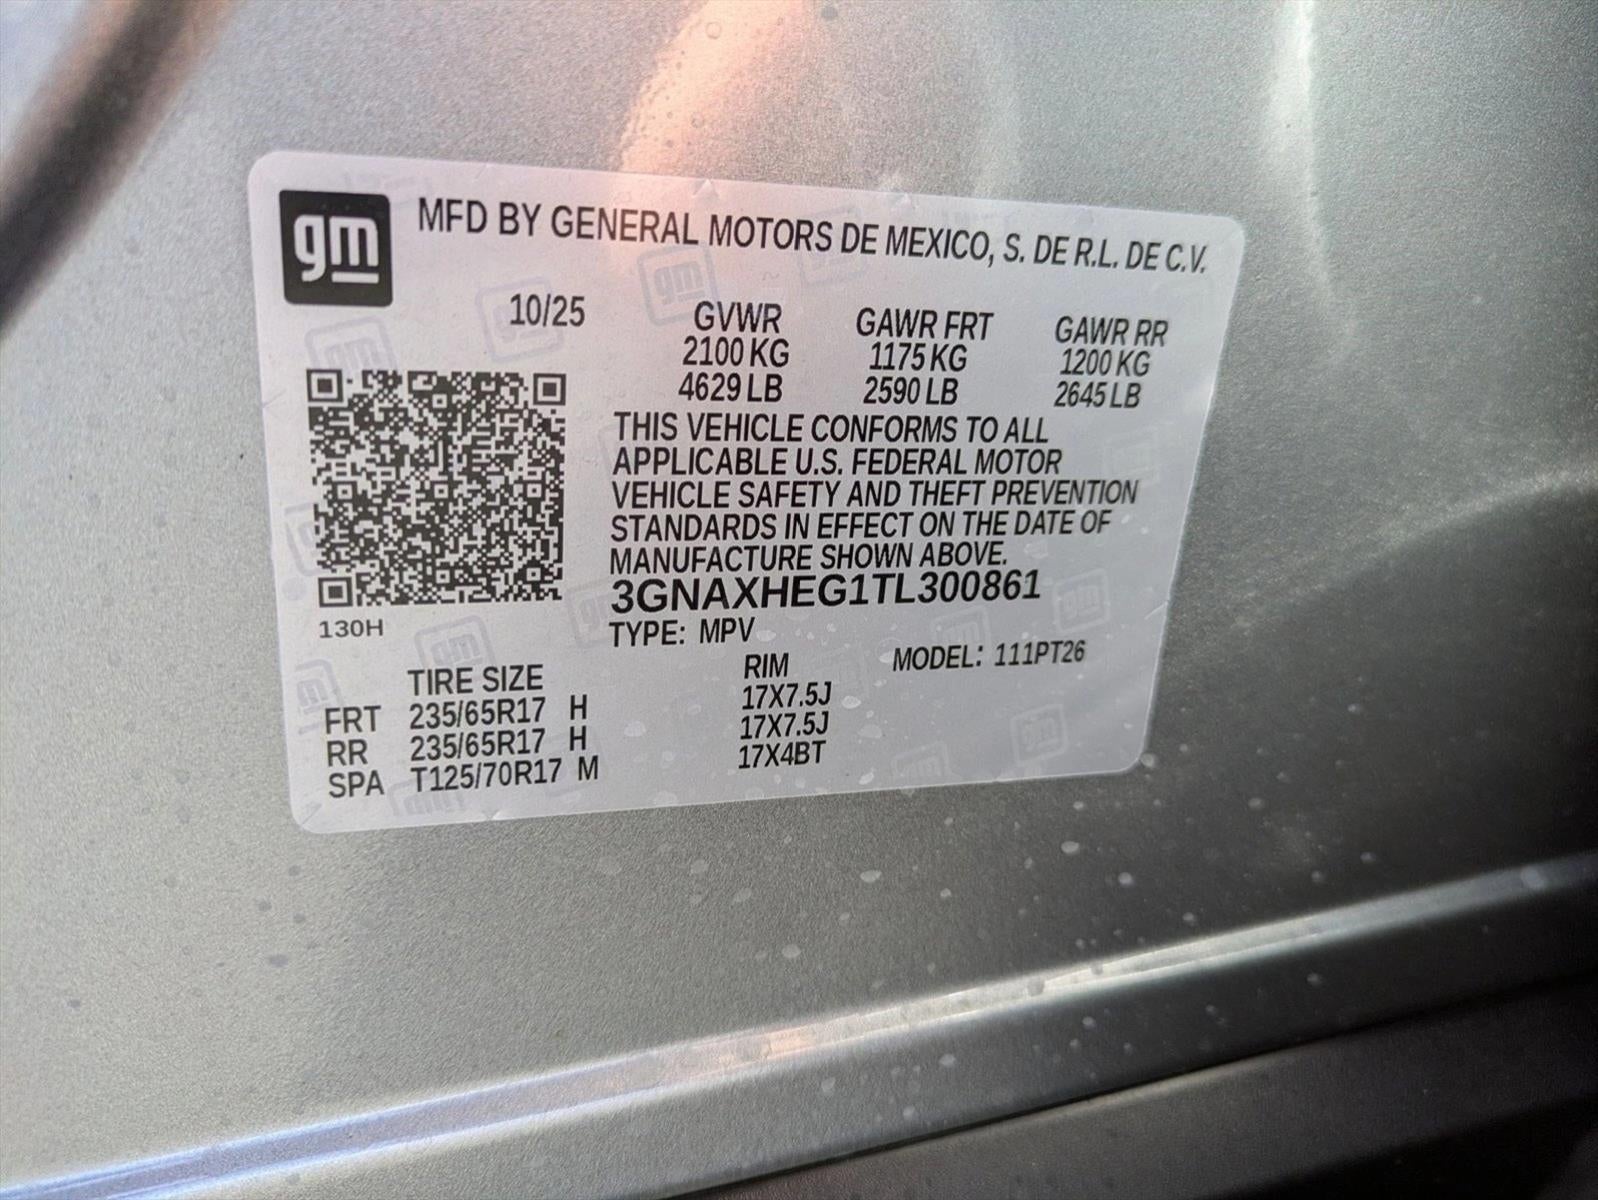 gm
MFD BY GENERAL MOTORS DE MEXICO, S. DE R.L. DE C.V.
10/25 GVWR GAWR FRT GAWR RR
2100 KG 1175 KG 1200 KG
4629 LB 2590 LB 2645 LB
THIS VEHICLE CONFORMS TO ALL
APPLICABLE U.S. FEDERAL MOTOR
VEHICLE SAFETY AND THEFT PREVENTION
STANDARDS IN EFFECT ON THE DATE OF
MANUFACTURE SHOWN ABOVE.
3GNAXHEG1TL300861
130H
TYPE: MPV
MODEL: 111PT26
TIRE SIZE RIM
FRT 235/65R17 H 17X7.5J
RR 235/65R17 H 17X7.5J
SPA T125/70R17 M 17X4BT